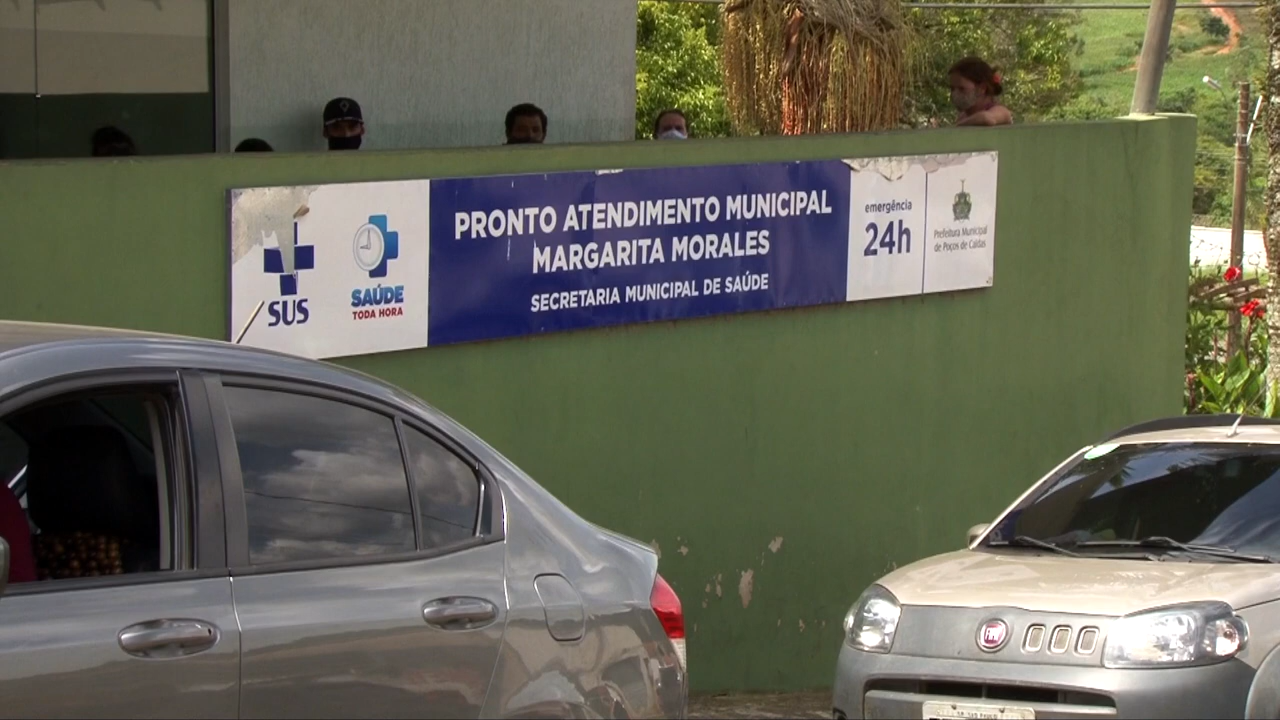 SUS
SAÚDE
TODA HORA
PRONTO ATENDIMENTO MUNICIPAL
MARGARITA MORALES
SECRETARIA MUNICIPAL DE SAÚDE
emergência
24h
Prefeitura Municipal
de Poços de Caldas
FIAT